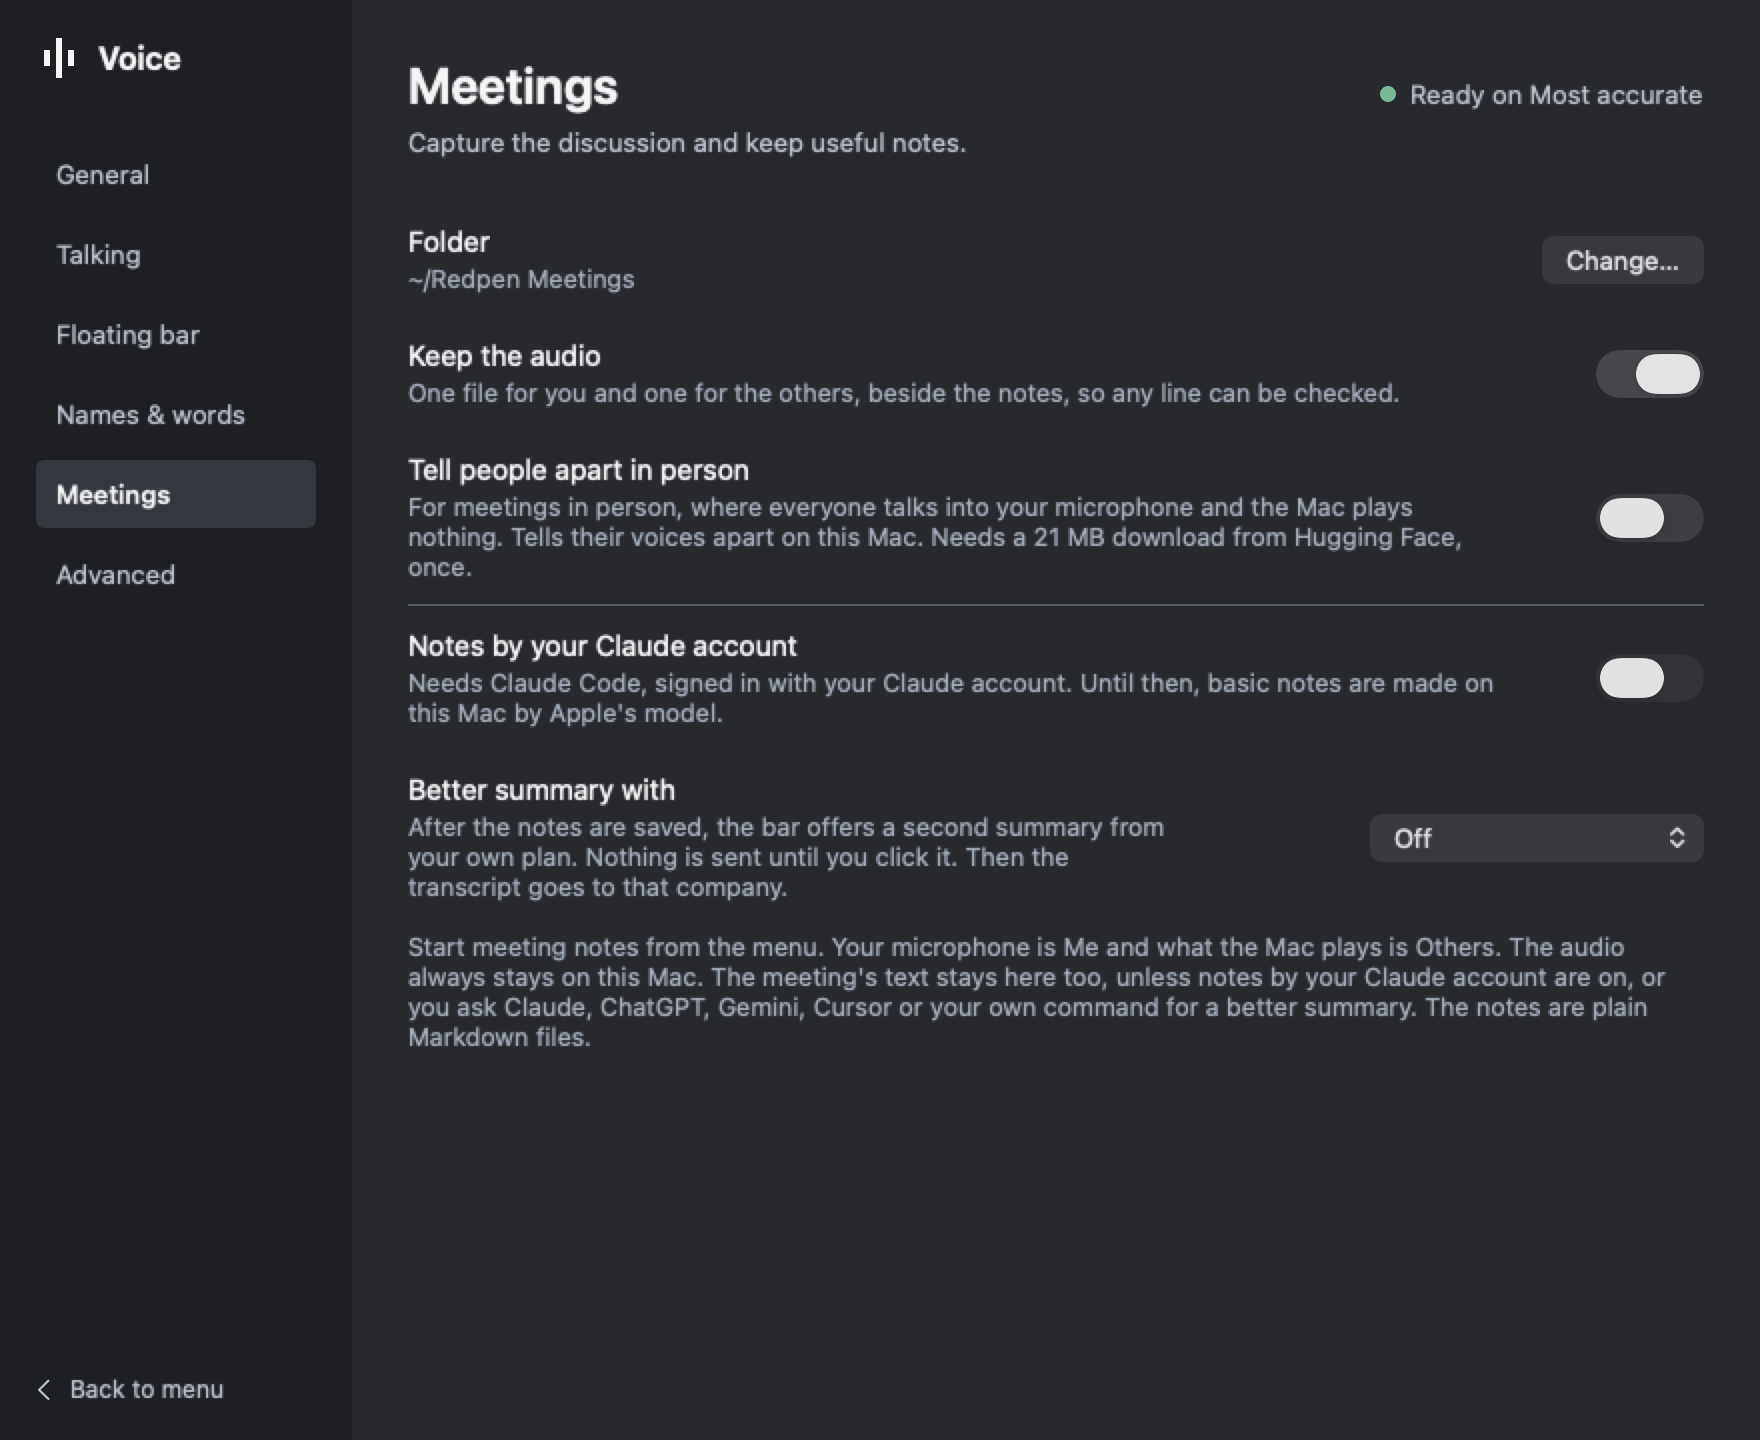 Voice
General
Talking
Floating bar
Names & words
Meetings
Advanced
Back to menu
Meetings
Ready on Most accurate
Capture the discussion and keep useful notes.
Folder
~/Redpen Meetings
Change...
Keep the audio
One file for you and one for the others, beside the notes, so any line can be checked.
Tell people apart in person
For meetings in person, where everyone talks into your microphone and the Mac plays
nothing. Tells their voices apart on this Mac. Needs a 21 MB download from Hugging Face,
once.
Notes by your Claude account
Needs Claude Code, signed in with your Claude account. Until then, basic notes are made on
this Mac by Apple's model.
Better summary with
After the notes are saved, the bar offers a second summary from
your own plan. Nothing is sent until you click it. Then the
transcript goes to that company.
Off
Start meeting notes from the menu. Your microphone is Me and what the Mac plays is Others. The audio
always stays on this Mac. The meeting's text stays here too, unless notes by your Claude account are on, or
you ask Claude, ChatGPT, Gemini, Cursor or your own command for a better summary. The notes are plain
Markdown files.